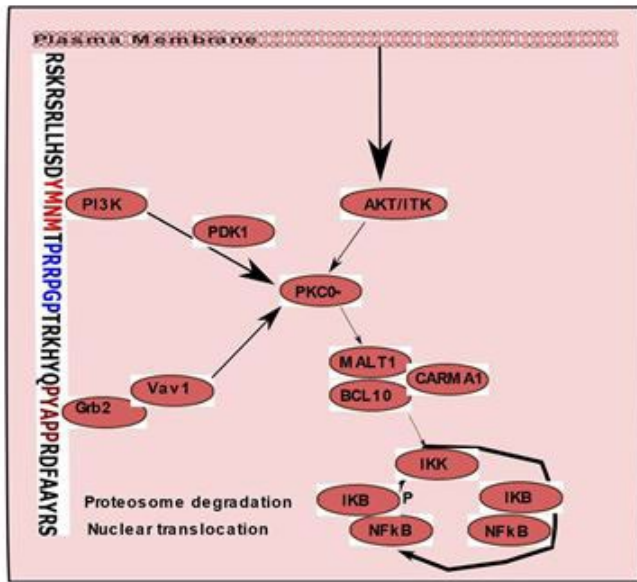 Plasma Membrane
RSKRSRLLHSDYMNMTPRRPGPTRKHYQPYAPPRDFAAYRS
PI3K
AKT/ITK
PDK1
PKC0-
MALT1
CARMA1
Vav1
BCL10
Grb2
IKK
IKB
P
IKB
Proteosome degradation
NFkB
NFkB
Nuclear translocation